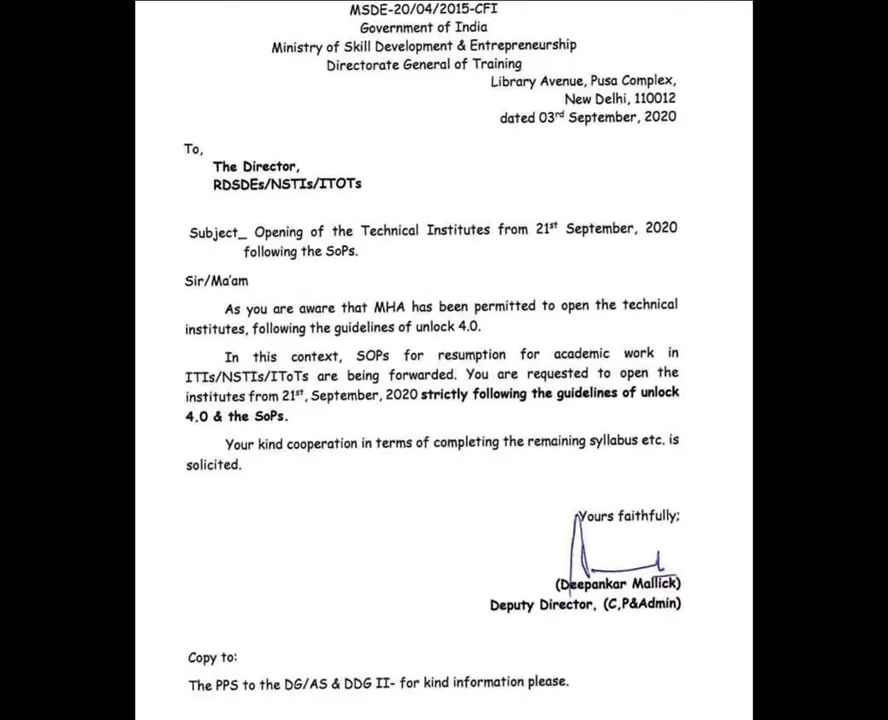 MSDE-20/04/2015-CFI
Government of India
Ministry of Skill Development & Entrepreneurship
Directorate General of Training
Library Avenue, Pusa Complex,
New Delhi, 110012
dated 03rd September, 2020
To,
The Director,
RDSDEs/NSTIs/ITOTs
Subject_ Opening of the Technical Institutes from 21st September, 2020
following the SoPs.
Sir/Ma'am
As you are aware that MHA has been permitted to open the technical
institutes, following the guidelines of unlock 4.0.
In this context, SOPs for resumption for academic work in
ITIs/NSTIs/IToTs are being forwarded. You are requested to open the
institutes from 21st, September, 2020 strictly following the guidelines of unlock
4.0 & the SoPs.
Your kind cooperation in terms of completing the remaining syllabus etc. is
solicited.
Yours faithfully;
(Deepankar Mallick)
Deputy Director, (C,P&Admin)
Copy to:
The PPS to the DG/AS & DDG II- for kind information please.